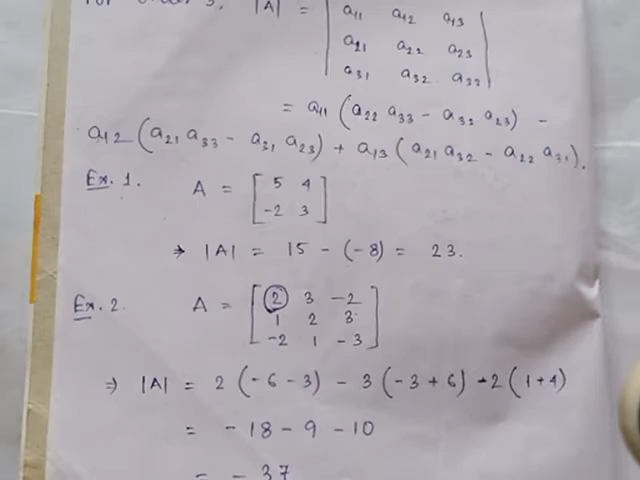 For order 3, |A| = | a11 a12 a13
a21 a22 a23
a31 a32 a33 |
= a11 (a22 a33 - a32 a23) -
a12 (a21 a33 - a31 a23) + a13 (a21 a32 - a22 a31).
Ex. 1. A = [ 5 4
-2 3 ]
⇒ |A| = 15 - (-8) = 23.
Ex. 2. A = [ 2 3 -2
1 2 3
-2 1 -3 ]
⇒ |A| = 2 (-6 - 3) - 3 (-3 + 6) - 2 (1 + 4)
= -18 - 9 - 10
= -37